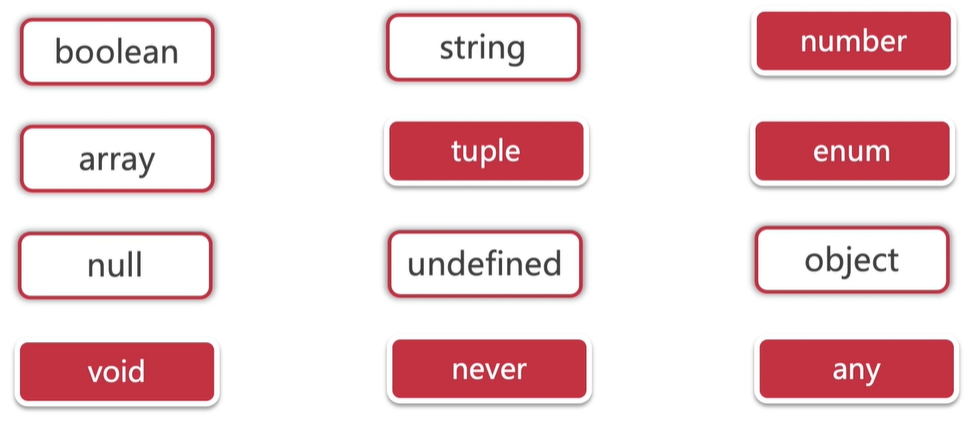 boolean
string
number
array
tuple
enum
null
undefined
object
void
never
any